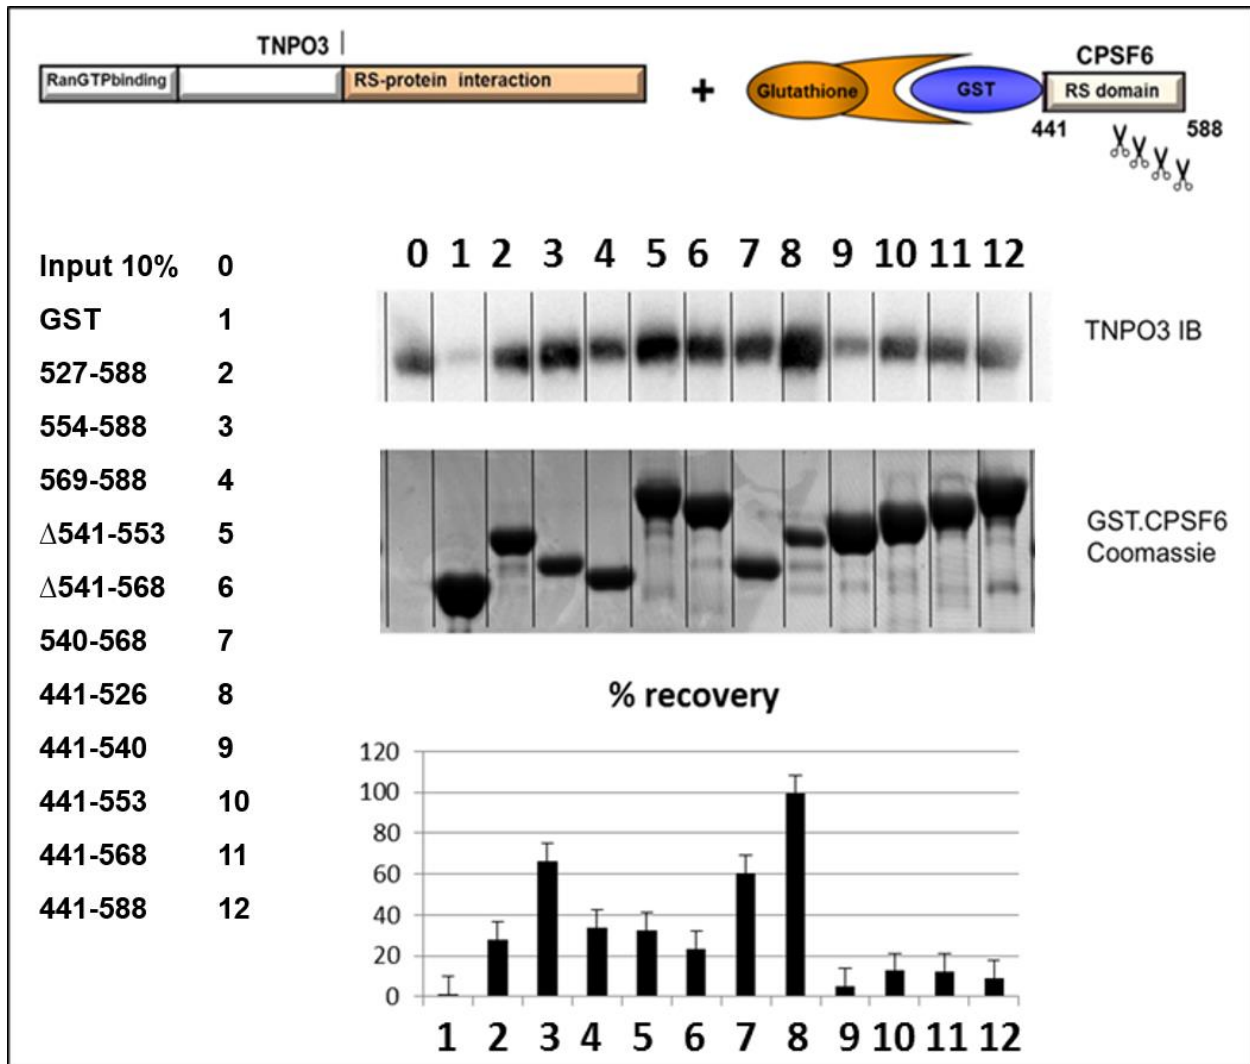 TNPO3
RanGTPbinding RS-protein interaction
+
Glutathione GST
CPSF6
RS domain
441 588
0 1 2 3 4 5 6 7 8 9 10 11 12
Input 10% 0
GST 1
527-588 2
554-588 3
569-588 4
Δ541-553 5
Δ541-568 6
540-568 7
441-526 8
441-540 9
441-553 10
441-568 11
441-588 12
TNPO3 IB
GST.CPSF6
Coomassie
% recovery
120
100
80
60
40
20
0
1 2 3 4 5 6 7 8 9 10 11 12